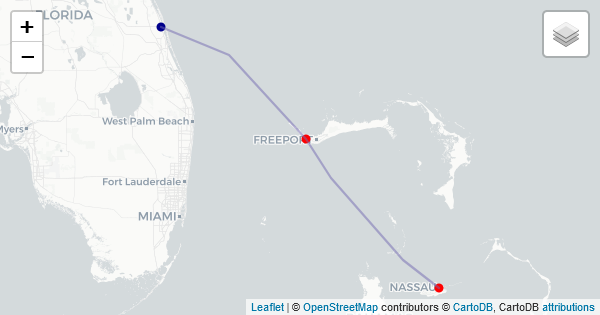 FLORIDA
+
−
West Palm Beach
Myers
FREEPORT
Fort Lauderdale
MIAMI
NASSAU
Leaflet | © OpenStreetMap contributors © CartoDB, CartoDB attributions